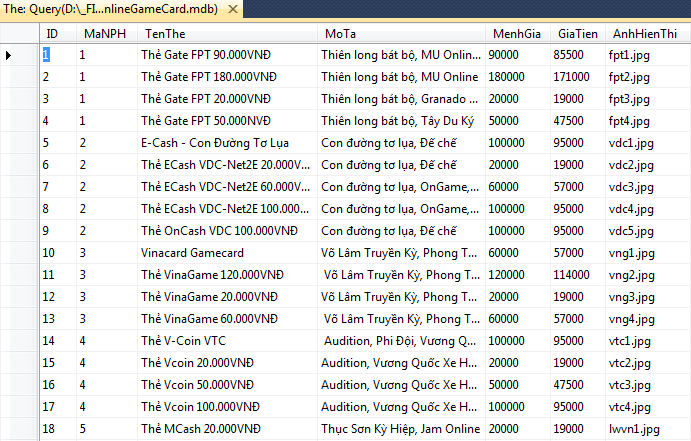 The: Query(D:\_FI...nlineGameCard.mdb)
ID MaNPH TenThe MoTa MenhGia GiaTien AnhHienThi
1 1 Thẻ Gate FPT 90.000VNĐ Thiên long bát bộ, MU Online... 90000 85500 fpt1.jpg
2 1 Thẻ Gate FPT 180.000VNĐ Thiên long bát bộ, MU Online 180000 171000 fpt2.jpg
3 1 Thẻ Gate FPT 20.000VNĐ Thiên long bát bộ, Granado ... 20000 19000 fpt3.jpg
4 1 Thẻ Gate FPT 50.000NVĐ Thiên long bát bộ, Tây Du Ký 50000 47500 fpt4.jpg
5 2 E-Cash - Con Đường Tơ Lụa Con đường tơ lụa, Đế chế 100000 95000 vdc1.jpg
6 2 Thẻ ECash VDC-Net2E 20.000V... Con đường tơ lụa, Đế chế 20000 19000 vdc2.jpg
7 2 Thẻ ECash VDC-Net2E 60.000V... Con đường tơ lụa, OnGame,... 60000 57000 vdc3.jpg
8 2 Thẻ ECash VDC-Net2E 100.000... Con đường tơ lụa, OnGame,... 100000 95000 vdc4.jpg
9 2 Thẻ OnCash VDC 100.000VNĐ Con đường tơ lụa, Đế chế 100000 95000 vdc5.jpg
10 3 Vinacard Gamecard Võ Lâm Truyền Kỳ, Phong T... 60000 57000 vng1.jpg
11 3 Thẻ VinaGame 120.000VNĐ Võ Lâm Truyền Kỳ, Phong T... 120000 114000 vng2.jpg
12 3 Thẻ VinaGame 20.000VNĐ Võ Lâm Truyền Kỳ, Phong T... 20000 19000 vng3.jpg
13 3 Thẻ VinaGame 60.000VNĐ Võ Lâm Truyền Kỳ, Phong T... 60000 57000 vng4.jpg
14 4 Thẻ V-Coin VTC Audition, Phi Đội, Vương Q... 100000 95000 vtc1.jpg
15 4 Thẻ Vcoin 20.000VNĐ Audition, Vương Quốc Xe H... 20000 19000 vtc2.jpg
16 4 Thẻ Vcoin 50.000VNĐ Audition, Vương Quốc Xe H... 50000 47500 vtc3.jpg
17 4 Thẻ Vcoin 100.000VNĐ Audition, Vương Quốc Xe H... 100000 95000 vtc4.jpg
18 5 Thẻ MCash 20.000VNĐ Thục Sơn Kỳ Hiệp, Jam Online 20000 19000 lwvn1.jpg